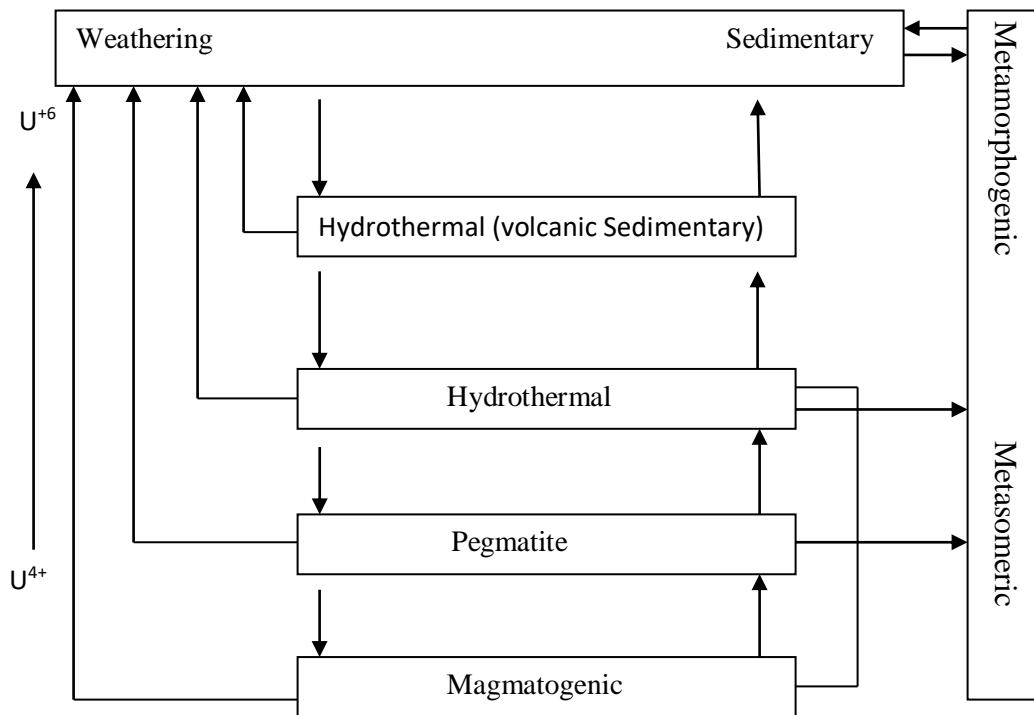 Weathering
Sedimentary
Metamorphogenic
U+6
Hydrothermal (volcanic Sedimentary)
Hydrothermal
Metasomeric
Pegmatite
U4+
Magmatogenic